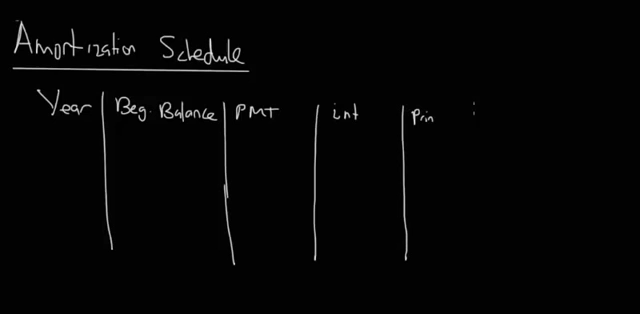 Amortization Schedule
Year Beg. Balance PMT int Prin